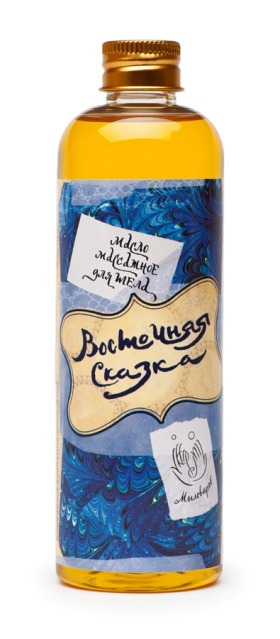 масло
массажное
для тела
Восточная
Сказка
Мыловаров